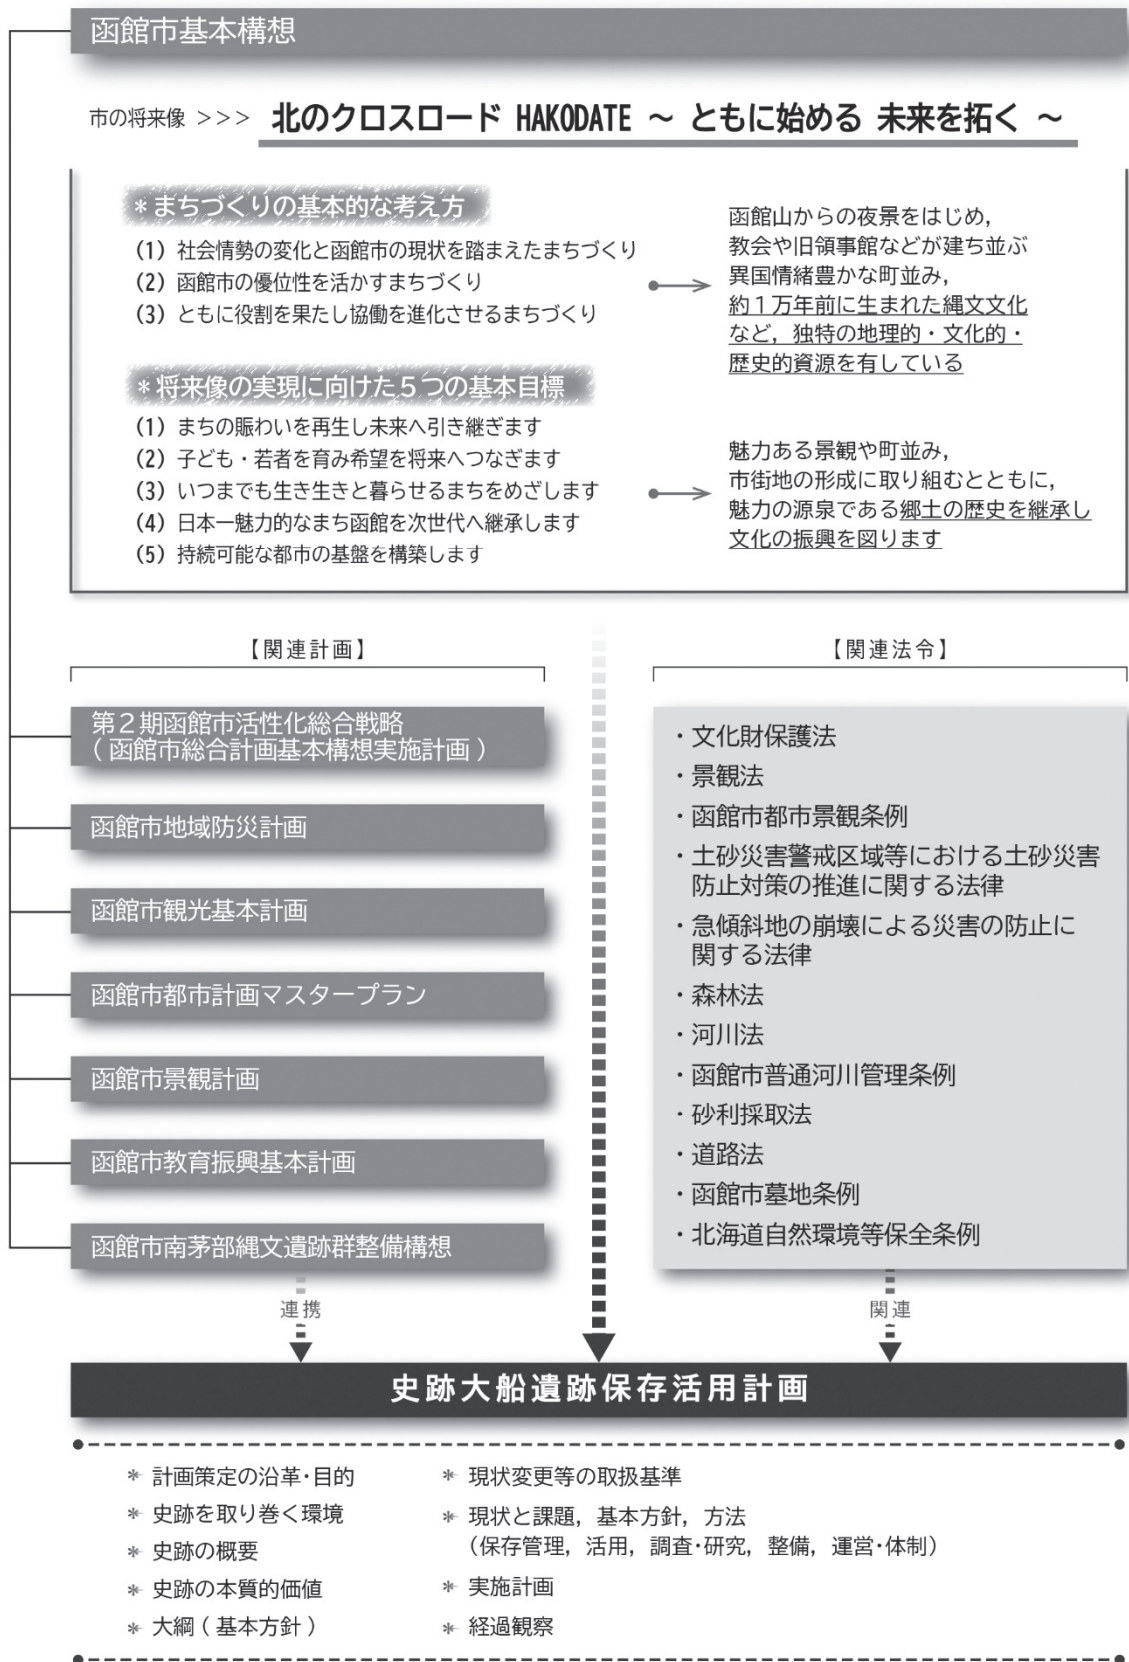 函館市基本構想
市の将来像 >>> 北のクロスロード HAKODATE ～ ともに始める 未来を拓く ～
＊まちづくりの基本的な考え方
(1) 社会情勢の変化と函館市の現状を踏まえたまちづくり
(2) 函館市の優位性を活かすまちづくり
(3) ともに役割を果たし協働を進化させるまちづくり
函館山からの夜景をはじめ，
教会や旧領事館などが建ち並ぶ
異国情緒豊かな町並み，
約１万年前に生まれた縄文文化
など，独特の地理的・文化的・
歴史的資源を有している
＊将来像の実現に向けた５つの基本目標
(1) まちの賑わいを再生し未来へ引き継ぎます
(2) 子ども・若者を育み希望を将来へつなぎます
(3) いつまでも生き生きと暮らせるまちをめざします
(4) 日本一魅力的なまち函館を次世代へ継承します
(5) 持続可能な都市の基盤を構築します
魅力ある景観や町並み，
市街地の形成に取り組むとともに，
魅力の源泉である郷土の歴史を継承し
文化の振興を図ります
【関連計画】
第２期函館市活性化総合戦略
（函館市総合計画基本構想実施計画）
函館市地域防災計画
函館市観光基本計画
函館市都市計画マスタープラン
函館市景観計画
函館市教育振興基本計画
函館市南茅部縄文遺跡群整備構想
連携
【関連法令】
・文化財保護法
・景観法
・函館市都市景観条例
・土砂災害警戒区域等における土砂災害
防止対策の推進に関する法律
・急傾斜地の崩壊による災害の防止に
関する法律
・森林法
・河川法
・函館市普通河川管理条例
・砂利採取法
・道路法
・函館市墓地条例
・北海道自然環境等保全条例
関連
史跡大船遺跡保存活用計画
＊ 計画策定の沿革・目的
＊ 史跡を取り巻く環境
＊ 史跡の概要
＊ 史跡の本質的価値
＊ 大綱（基本方針）
＊ 現状変更等の取扱基準
＊ 現状と課題，基本方針，方法
（保存管理，活用，調査・研究，整備，運営・体制）
＊ 実施計画
＊ 経過観察